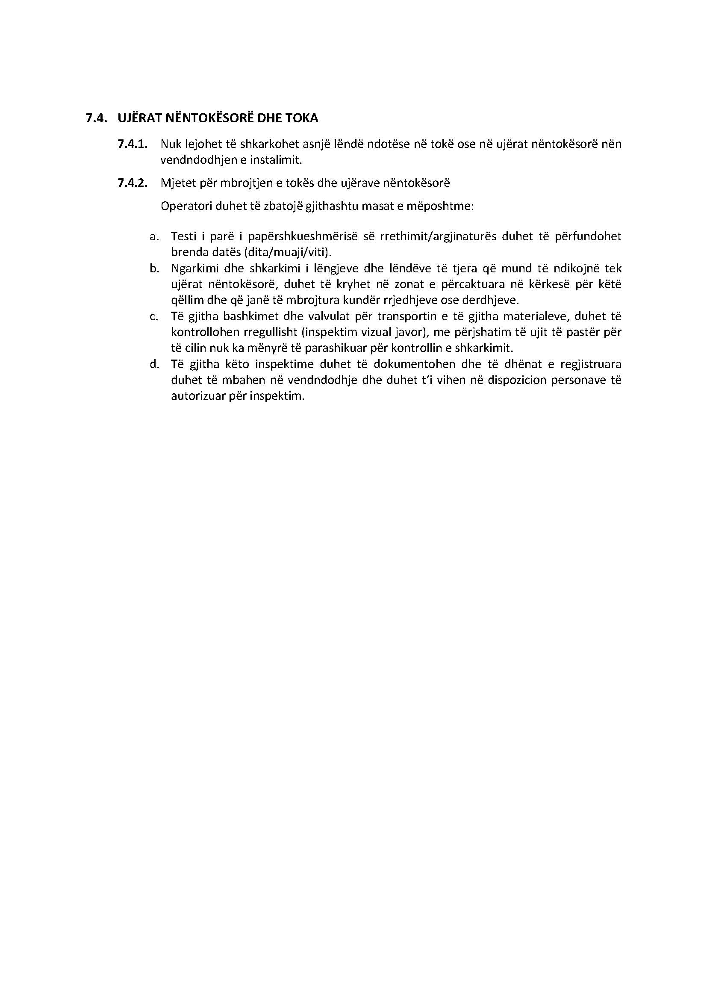 7.4. UJËRAT NËNTOKËSORË DHE TOKA
7.4.1. Nuk lejohet të shkarkohet asnjë lëndë ndotëse në tokë ose në ujërat nëntokësorë nën
vendndodhjen e instalimit.
7.4.2. Mjetet për mbrojtjen e tokës dhe ujërave nëntokësorë
Operatori duhet të zbatojë gjithashtu masat e mëposhtme:
a. Testi i parë i papërshkueshmërisë së rrethimit/argjinaturës duhet të përfundohet
brenda datës (dita/muaji/viti).
b. Ngarkimi dhe shkarkimi i lëngjeve dhe lëndëve të tjera që mund të ndikojnë tek
ujërat nëntokësorë, duhet të kryhet në zonat e përcaktuara në kërkesë për këtë
qëllim dhe që janë të mbrojtura kundër rrjedhjeve ose derdhjeve.
c. Të gjitha bashkimet dhe valvulat për transportin e të gjitha materialeve, duhet të
kontrollohen rregullisht (inspektim vizual javor), me përjshatim të ujit të pastër për
të cilin nuk ka mënyrë të parashikuar për kontrollin e shkarkimit.
d. Të gjitha këto inspektime duhet të dokumentohen dhe të dhënat e regjistruara
duhet të mbahen në vendndodhje dhe duhet t’i vihen në dispozicion personave të
autorizuar për inspektim.